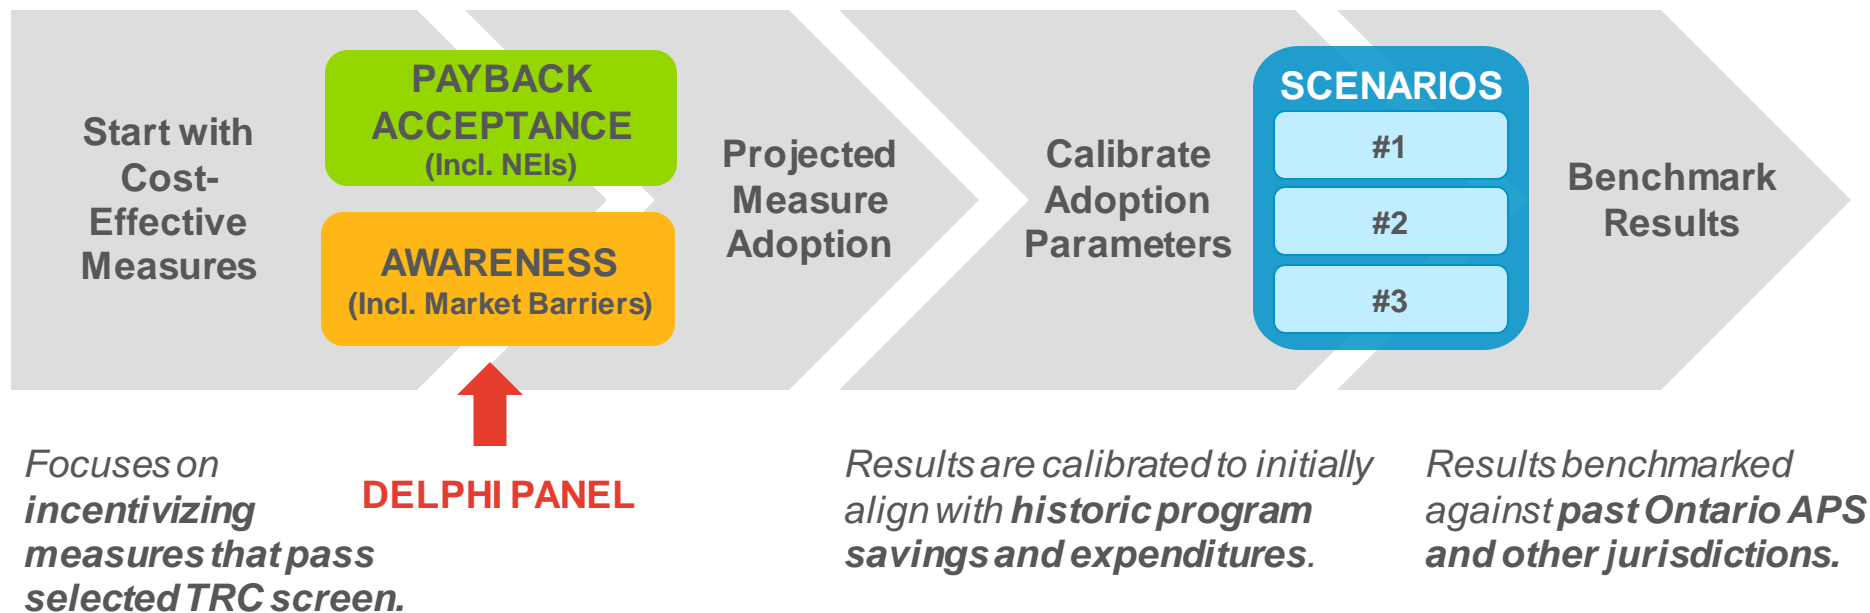 Start with
Cost-
Effective
Measures
PAYBACK
ACCEPTANCE
(Incl. NEIs)
AWARENESS
(Incl. Market Barriers)
Projected
Measure
Adoption
Calibrate
Adoption
Parameters
SCENARIOS
#1
#2
#3
Benchmark
Results
Focuses on
incentivizing
measures that pass
selected TRC screen.
DELPHI PANEL
Results are calibrated to initially
align with historic program
savings and expenditures.
Results benchmarked
against past Ontario APS
and other jurisdictions.